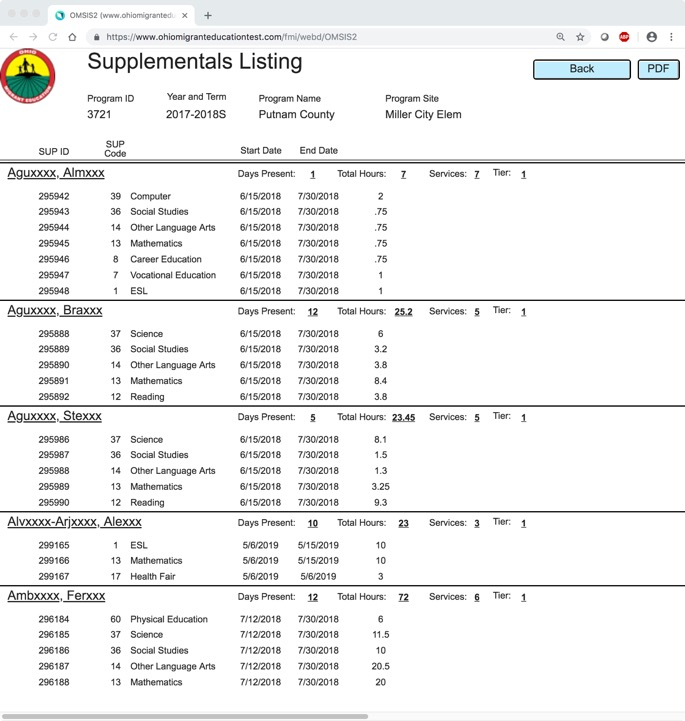 OMSIS2 (www.ohiomigranteduca
https://www.ohiomigranteducationtest.com/fmi/webd/OMSIS2
ABP
OHIO
MIGRANT EDUCATION
Supplementals Listing
Back
PDF
Program ID Year and Term Program Name Program Site
3721 2017-2018S Putnam County Miller City Elem
SUP ID SUP Code Start Date End Date
Aguxxxx, Almxxx Days Present: 1 Total Hours: 7 Services: 7 Tier: 1
295942 39 Computer 6/15/2018 7/30/2018 2
295943 36 Social Studies 6/15/2018 7/30/2018 .75
295944 14 Other Language Arts 6/15/2018 7/30/2018 .75
295945 13 Mathematics 6/15/2018 7/30/2018 .75
295946 8 Career Education 6/15/2018 7/30/2018 .75
295947 7 Vocational Education 6/15/2018 7/30/2018 1
295948 1 ESL 6/15/2018 7/30/2018 1
Aguxxxx, Braxxx Days Present: 12 Total Hours: 25.2 Services: 5 Tier: 1
295888 37 Science 6/15/2018 7/30/2018 6
295889 36 Social Studies 6/15/2018 7/30/2018 3.2
295890 14 Other Language Arts 6/15/2018 7/30/2018 3.8
295891 13 Mathematics 6/15/2018 7/30/2018 8.4
295892 12 Reading 6/15/2018 7/30/2018 3.8
Aguxxxx, Stexxx Days Present: 5 Total Hours: 23.45 Services: 5 Tier: 1
295986 37 Science 6/15/2018 7/30/2018 8.1
295987 36 Social Studies 6/15/2018 7/30/2018 1.5
295988 14 Other Language Arts 6/15/2018 7/30/2018 1.3
295989 13 Mathematics 6/15/2018 7/30/2018 3.25
295990 12 Reading 6/15/2018 7/30/2018 9.3
Alvxxxx-Arjxxxx, Alexxx Days Present: 10 Total Hours: 23 Services: 3 Tier: 1
299165 1 ESL 5/6/2019 5/15/2019 10
299166 13 Mathematics 5/6/2019 5/15/2019 10
299167 17 Health Fair 5/6/2019 5/6/2019 3
Ambxxxx, Ferxxx Days Present: 12 Total Hours: 72 Services: 6 Tier: 1
296184 60 Physical Education 7/12/2018 7/30/2018 6
296185 37 Science 7/12/2018 7/30/2018 11.5
296186 36 Social Studies 7/12/2018 7/30/2018 10
296187 14 Other Language Arts 7/12/2018 7/30/2018 20.5
296188 13 Mathematics 7/12/2018 7/30/2018 20